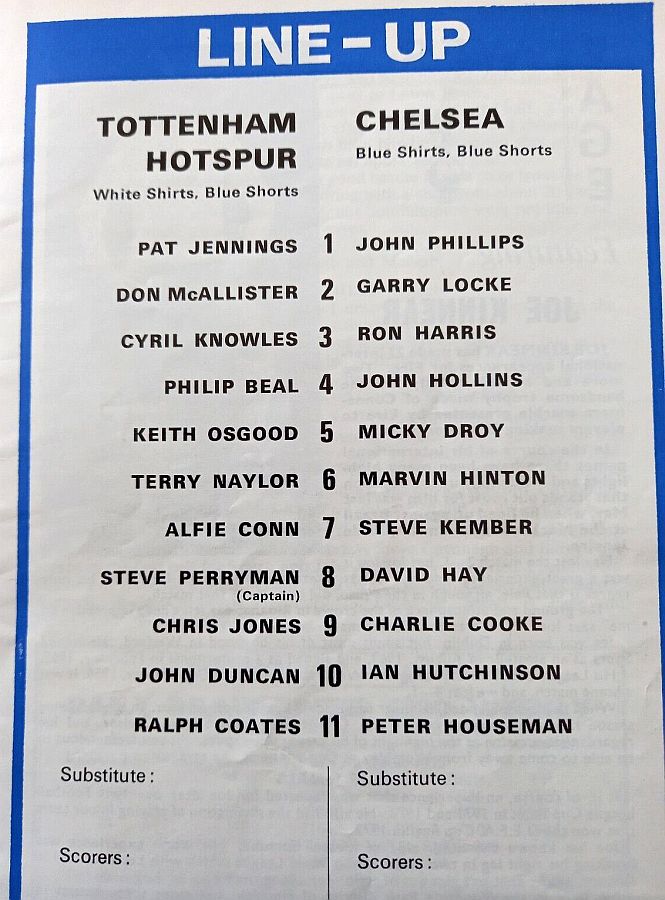 LINE-UP
TOTTENHAM
HOTSPUR
White Shirts, Blue Shorts
CHELSEA
Blue Shirts, Blue Shorts
PAT JENNINGS 1 JOHN PHILLIPS
DON McALLISTER 2 GARRY LOCKE
CYRIL KNOWLES 3 RON HARRIS
PHILIP BEAL 4 JOHN HOLLINS
KEITH OSGOOD 5 MICKY DROY
TERRY NAYLOR 6 MARVIN HINTON
ALFIE CONN 7 STEVE KEMBER
STEVE PERRYMAN 8 DAVID HAY
(Captain)
CHRIS JONES 9 CHARLIE COOKE
JOHN DUNCAN 10 IAN HUTCHINSON
RALPH COATES 11 PETER HOUSEMAN
Substitute: Substitute:
Scorers: Scorers: